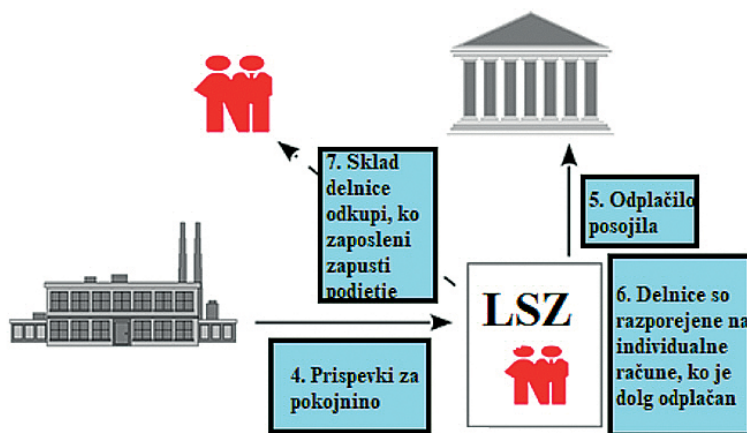 7. Sklad
delnice
odkupi, ko
zaposleni
zapusti
podjetje
5. Odplačilo
posojila
LSZ
6. Delnice so
razporejene na
individualne
račune, ko je
dolg odplačan
4. Prispevki za
pokojnino